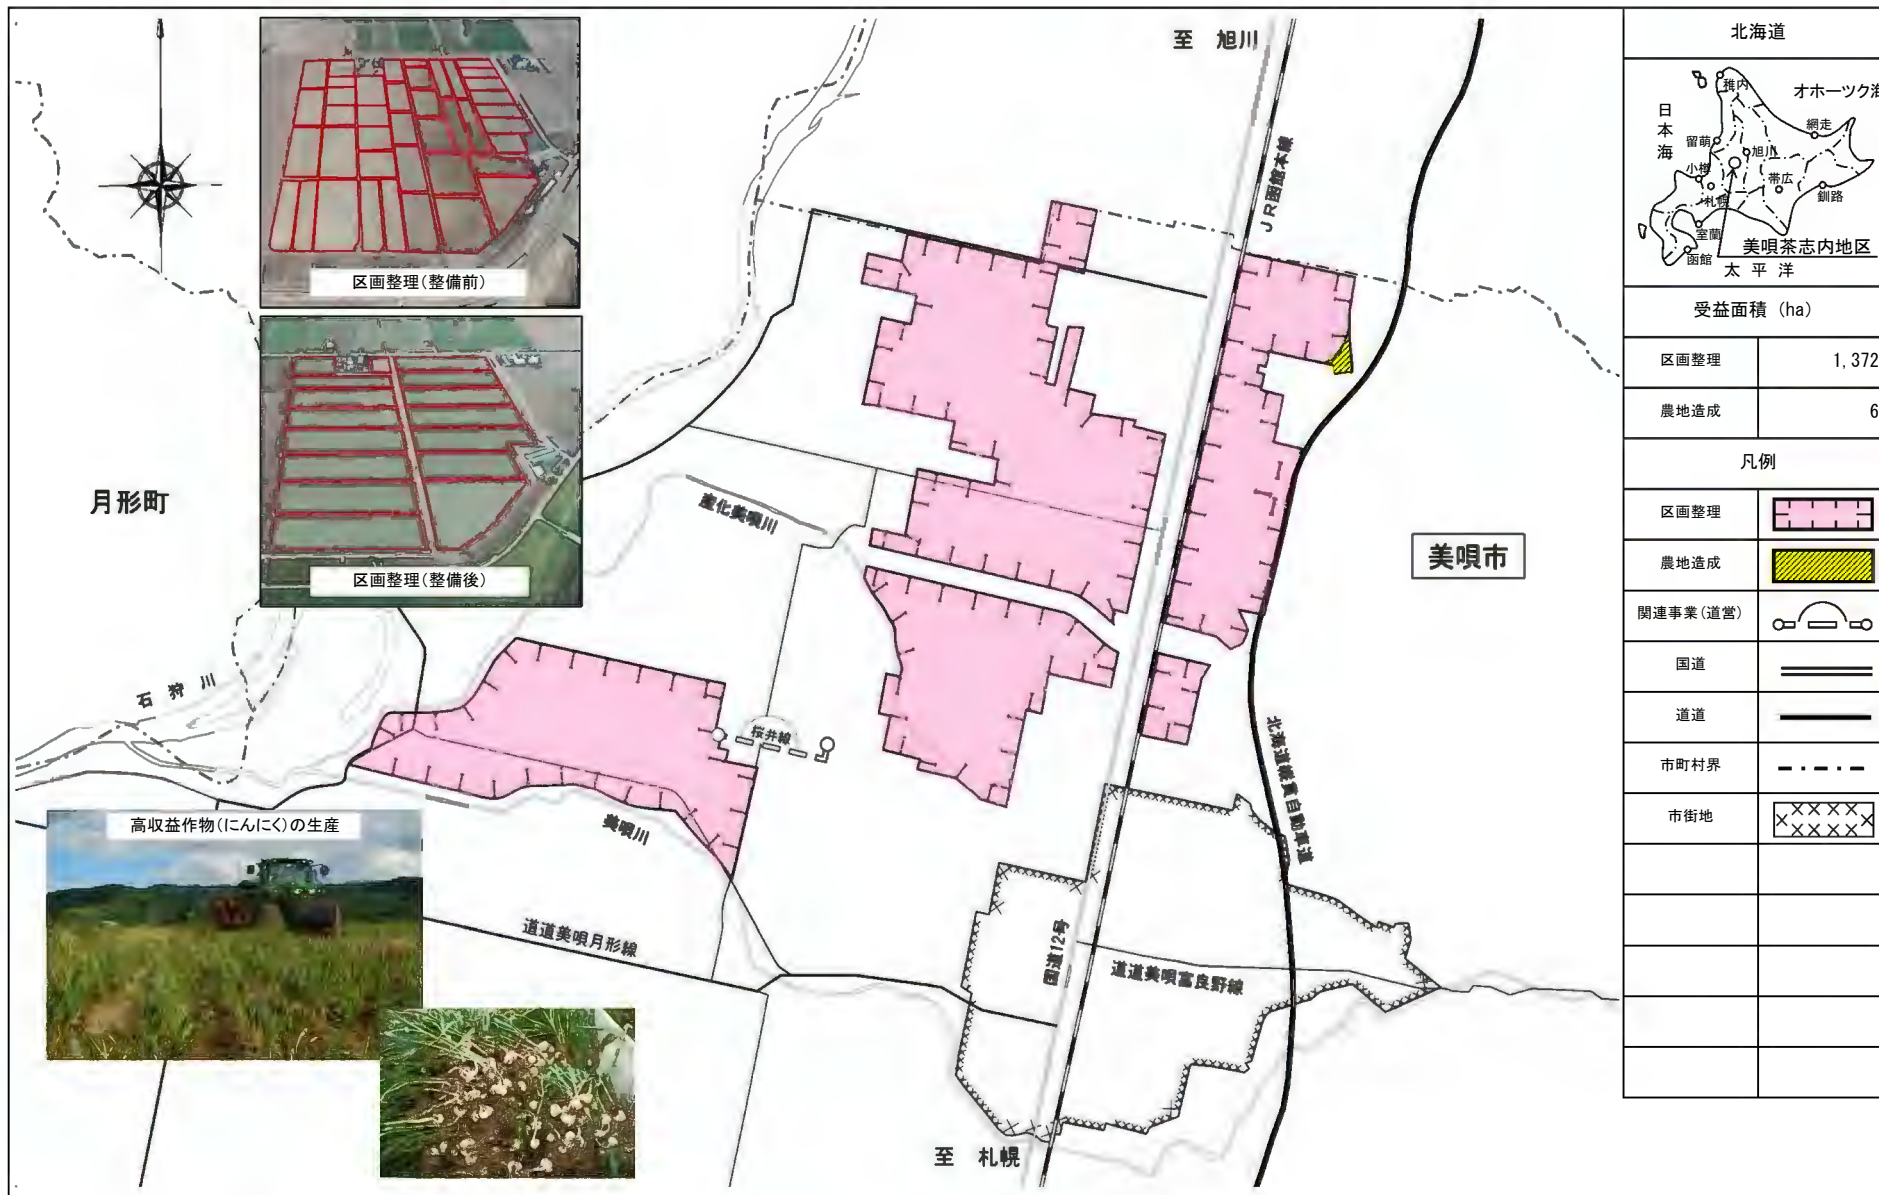 至 旭川
JR函館本線
区画整理(整備前)
区画整理(整備後)
月形町
産化美唄川
美唄市
石狩川
桜井線
美唄川
北海道縦貫自動車道
高収益作物(にんにく)の生産
道道美唄月形線
国道12号
道道美唄富良野線
至 札幌
北海道
稚内
オホーツク海
日本海
網走
留萌
旭川
小樽
帯広
札幌
釧路
室蘭
美唄茶志内地区
函館
太平洋
受益面積 (ha)
区画整理 1,372
農地造成 6
凡例
区画整理
農地造成
関連事業(道営)
国道
道道
市町村界
市街地